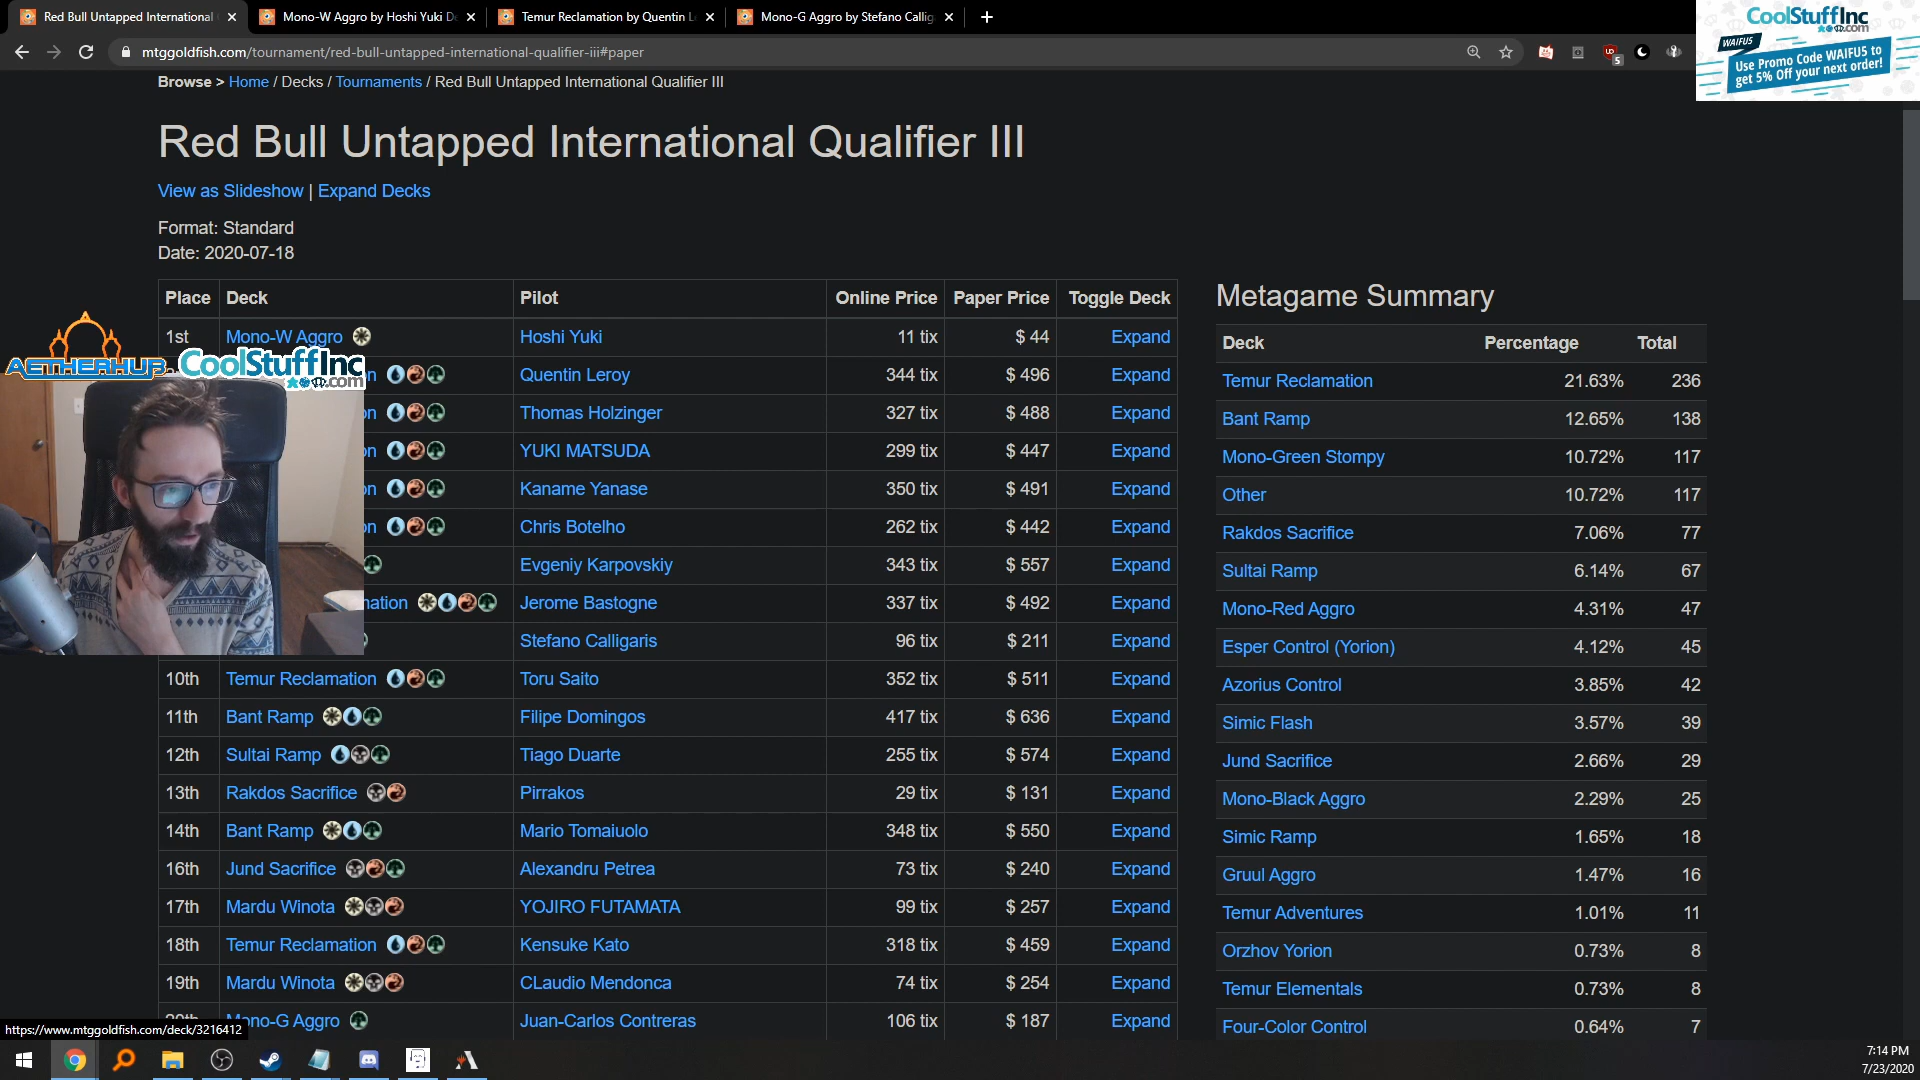 Red Bull Untapped International
Mono-W Aggro by Hoshi Yuki De
Temur Reclamation by Quentin L
Mono-G Aggro by Stefano Callig
mtggoldfish.com/tournament/red-bull-untapped-international-qualifier-iii#paper
5
CoolStuffInc
.com
WAIFU5
Use Promo Code WAIFU5 to
get 5% Off your next order!
Browse > Home / Decks / Tournaments / Red Bull Untapped International Qualifier III
Red Bull Untapped International Qualifier III
View as Slideshow | Expand Decks
Format: Standard
Date: 2020-07-18
Place Deck Pilot Online Price Paper Price Toggle Deck
1st Mono-W Aggro Hoshi Yuki 11 tix $ 44 Expand
on Quentin Leroy 344 tix $ 496 Expand
on Thomas Holzinger 327 tix $ 488 Expand
on YUKI MATSUDA 299 tix $ 447 Expand
on Kaname Yanase 350 tix $ 491 Expand
on Chris Botelho 262 tix $ 442 Expand
Evgeniy Karpovskiy 343 tix $ 557 Expand
mation Jerome Bastogne 337 tix $ 492 Expand
Stefano Calligaris 96 tix $ 211 Expand
10th Temur Reclamation Toru Saito 352 tix $ 511 Expand
11th Bant Ramp Filipe Domingos 417 tix $ 636 Expand
12th Sultai Ramp Tiago Duarte 255 tix $ 574 Expand
13th Rakdos Sacrifice Pirrakos 29 tix $ 131 Expand
14th Bant Ramp Mario Tomaiuolo 348 tix $ 550 Expand
16th Jund Sacrifice Alexandru Petrea 73 tix $ 240 Expand
17th Mardu Winota YOJIRO FUTAMATA 99 tix $ 257 Expand
18th Temur Reclamation Kensuke Kato 318 tix $ 459 Expand
19th Mardu Winota CLaudio Mendonca 74 tix $ 254 Expand
20th Mono-G Aggro Juan-Carlos Contreras 106 tix $ 187 Expand
AETHERHUB
CoolStuffInc
.com
Metagame Summary
Deck Percentage Total
Temur Reclamation 21.63% 236
Bant Ramp 12.65% 138
Mono-Green Stompy 10.72% 117
Other 10.72% 117
Rakdos Sacrifice 7.06% 77
Sultai Ramp 6.14% 67
Mono-Red Aggro 4.31% 47
Esper Control (Yorion) 4.12% 45
Azorius Control 3.85% 42
Simic Flash 3.57% 39
Jund Sacrifice 2.66% 29
Mono-Black Aggro 2.29% 25
Simic Ramp 1.65% 18
Gruul Aggro 1.47% 16
Temur Adventures 1.01% 11
Orzhov Yorion 0.73% 8
Temur Elementals 0.73% 8
Four-Color Control 0.64% 7
https://www.mtggoldfish.com/deck/3216412
7:14 PM
7/23/2020